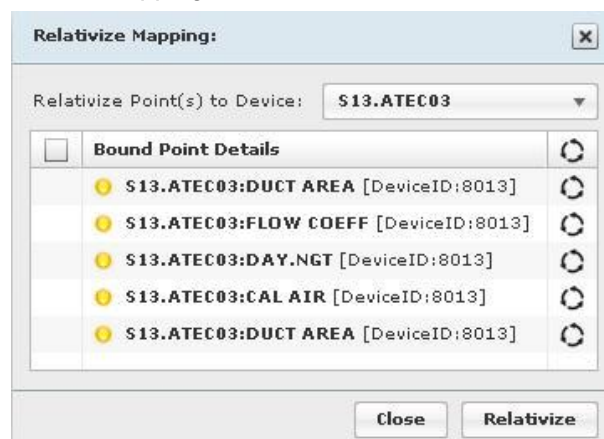 Relativize Mapping:
Relativize Point(s) to Device: S13.ATEC03
Bound Point Details
S13.ATEC03:DUCT AREA [DeviceID:8013]
S13.ATEC03:FLOW COEFF [DeviceID:8013]
S13.ATEC03:DAY.NGT [DeviceID:8013]
S13.ATEC03:CAL AIR [DeviceID:8013]
S13.ATEC03:DUCT AREA [DeviceID:8013]
Close Relativize